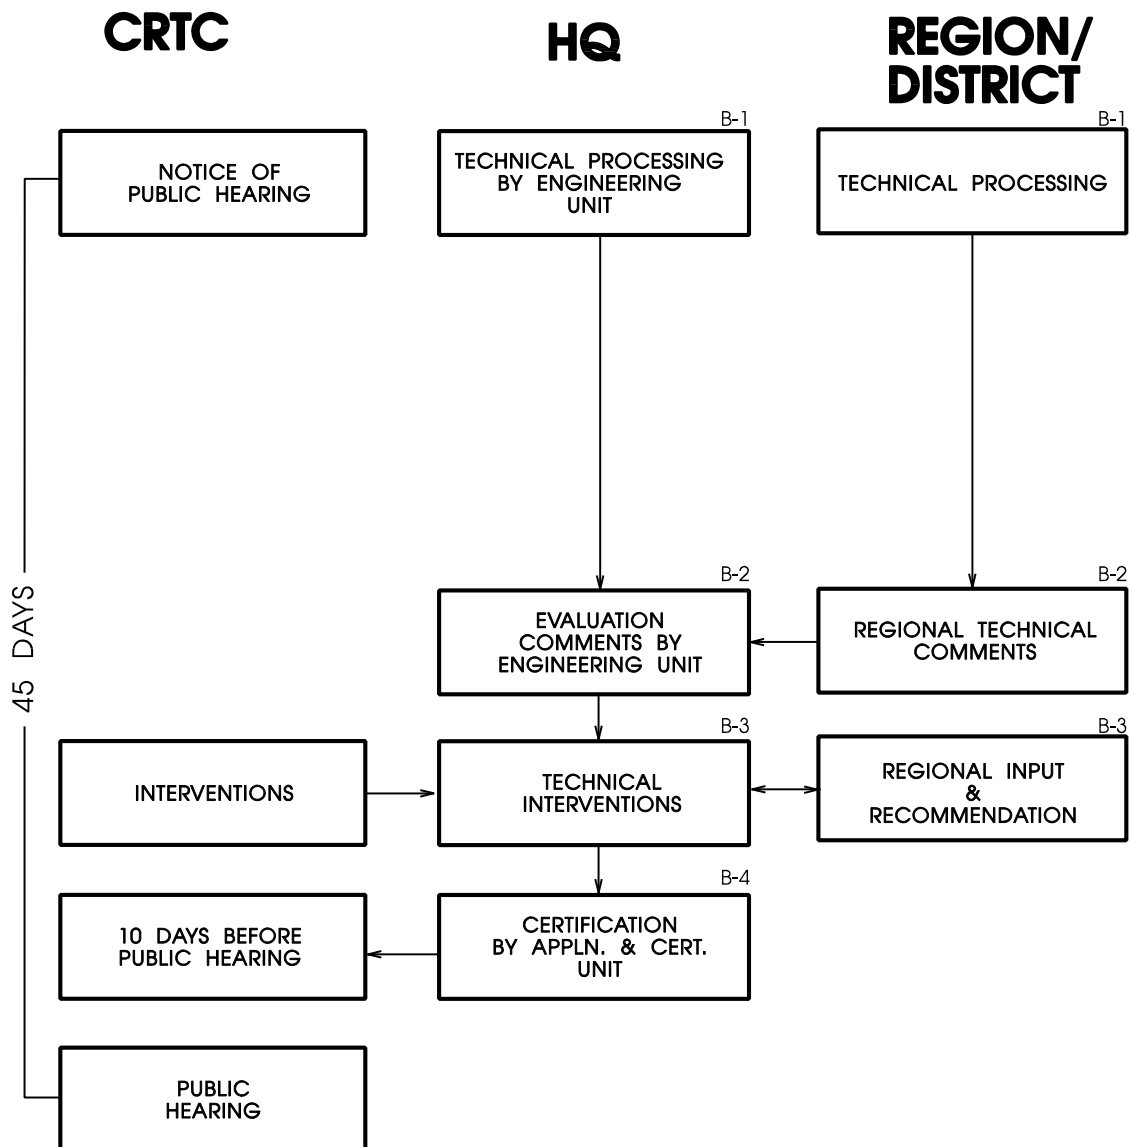 CRTC
HQ
REGION/
DISTRICT
B-1
B-1
NOTICE OF
PUBLIC HEARING
TECHNICAL PROCESSING
BY ENGINEERING
UNIT
TECHNICAL PROCESSING
45 DAYS
B-2
B-2
EVALUATION
COMMENTS BY
ENGINEERING UNIT
REGIONAL TECHNICAL
COMMENTS
B-3
B-3
INTERVENTIONS
TECHNICAL
INTERVENTIONS
REGIONAL INPUT
&
RECOMMENDATION
B-4
10 DAYS BEFORE
PUBLIC HEARING
CERTIFICATION
BY APPLN. & CERT.
UNIT
PUBLIC
HEARING